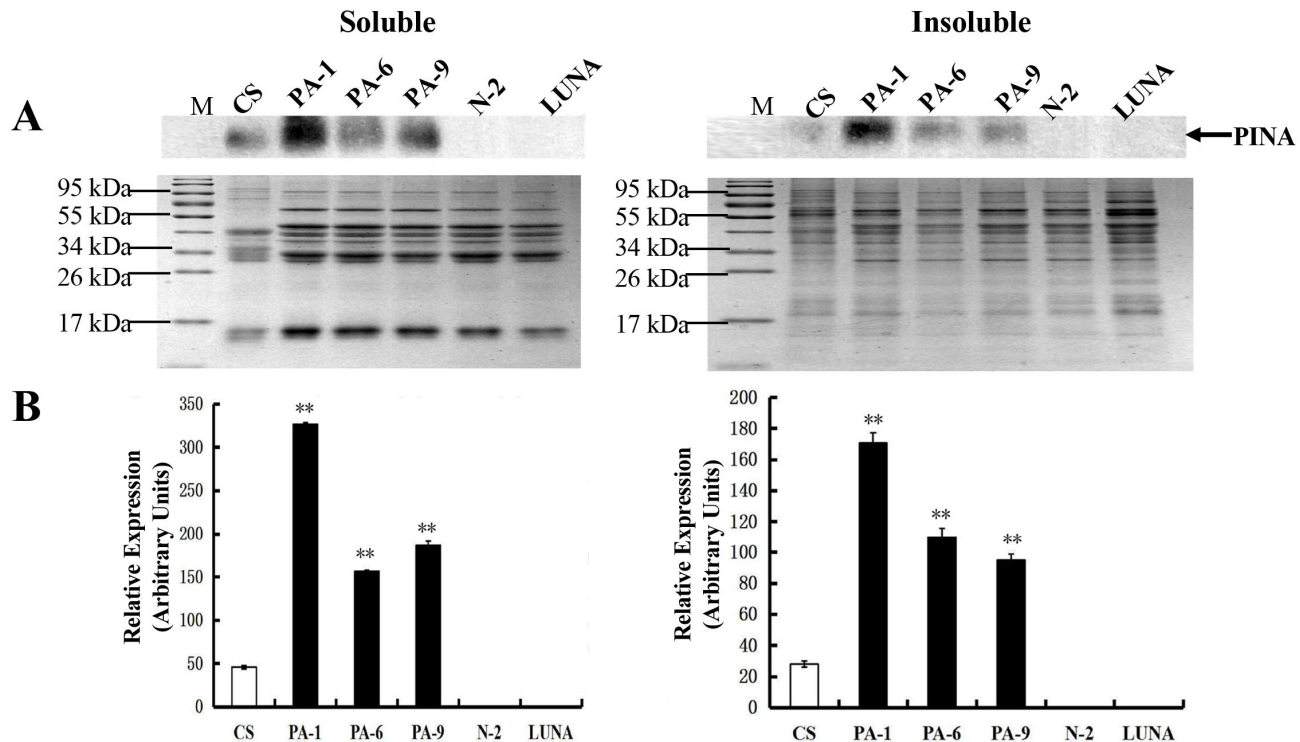 Soluble
Insoluble
M CS PA-1 PA-6 PA-9 N-2 LUNA
M CS PA-1 PA-6 PA-9 N-2 LUNA
A
PINA
95 kDa
55 kDa
34 kDa
26 kDa
17 kDa
95 kDa
55 kDa
34 kDa
26 kDa
17 kDa
B
Relative Expression
(Arbitrary Units)
350
300
250
200
150
100
50
0
**
**
**
CS PA-1 PA-6 PA-9 N-2 LUNA
Relative Expression
(Arbitrary Units)
200
180
160
140
120
100
80
60
40
20
0
**
**
**
CS PA-1 PA-6 PA-9 N-2 LUNA